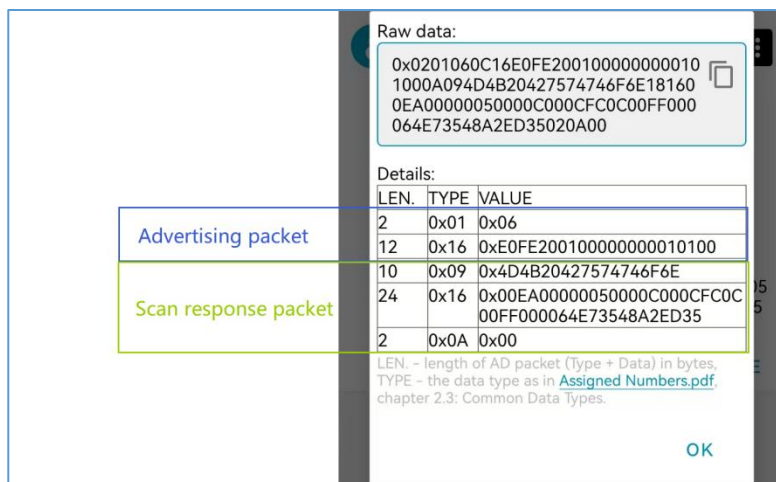 Raw data:
0x0201060C16E0FE200100000000010
1000A094D4B20427574746F6E18160
0EA00000050000C000CFC0C00FF000
064E73548A2ED35020A00
Details:
LEN. TYPE VALUE
2 0x01 0x06
12 0x16 0xE0FE200100000000010100
10 0x09 0x4D4B20427574746F6E
24 0x16 0x00EA00000050000C000CFC0C
00FF000064E73548A2ED35
2 0x0A 0x00
Advertising packet
Scan response packet
LEN. - length of AD packet (Type + Data) in bytes,
TYPE - the data type as in Assigned Numbers.pdf,
chapter 2.3: Common Data Types.
OK